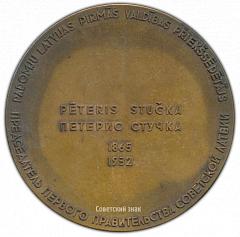 PADOMJU LATVIJAS PIRMĀS VALDĪBAS PRIEKŠSĒDĒTĀJS
PĒTERIS STUČKA
ПЕТЕРИС СТУЧКА
1865
1932
ПРЕДСЕДАТЕЛЬ ПЕРВОГО ПРАВИТЕЛЬСТВА СОВЕТСКОЙ ЛАТВИИ
Советский знак